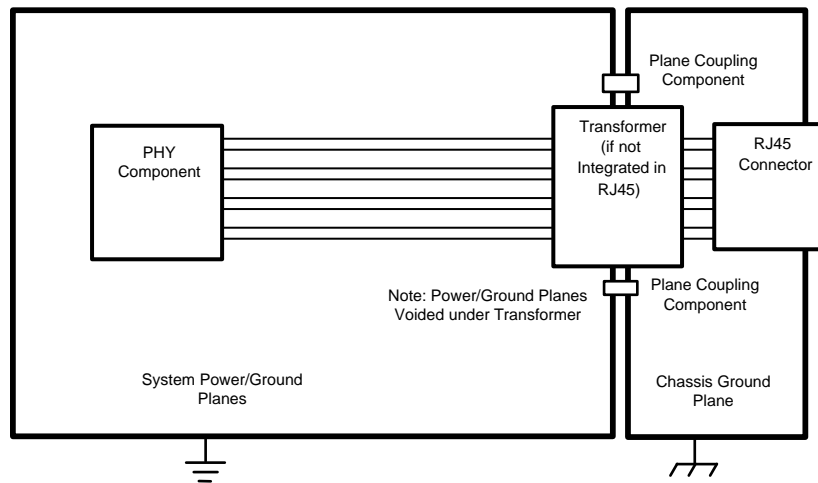 Plane Coupling
Component
PHY
Component
Transformer
(if not
Integrated in
RJ45)
RJ45
Connector
Note: Power/Ground Planes
Voided under Transformer
Plane Coupling
Component
System Power/Ground
Planes
Chassis Ground
Plane